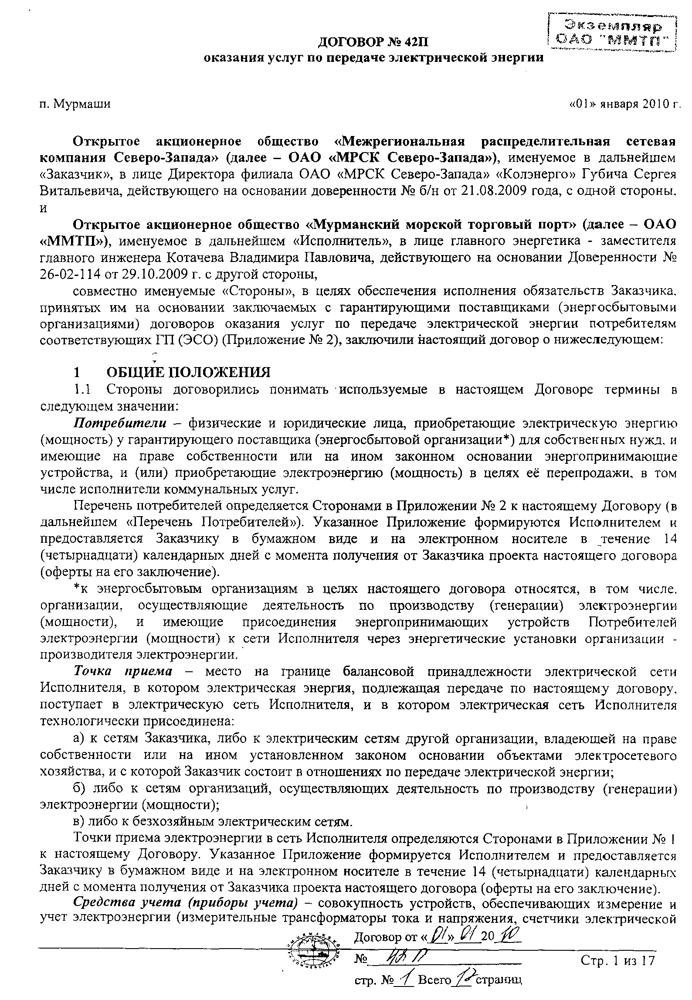 Экземпляр
ОАО "ММТП"
ДОГОВОР № 42П
оказания услуг по передаче электрической энергии
п. Мурмаши «01» января 2010 г.
Открытое акционерное общество «Межрегиональная распределительная сетевая
компания Северо-Запада» (далее – ОАО «МРСК Северо-Запада»), именуемое в дальнейшем
«Заказчик», в лице Директора филиала ОАО «МРСК Северо-Запада» «Колэнерго» Губича Сергея
Витальевича, действующего на основании доверенности № б/н от 21.08.2009 года, с одной стороны.
и
Открытое акционерное общество «Мурманский морской торговый порт» (далее – ОАО
«ММТП»), именуемое в дальнейшем «Исполнитель», в лице главного энергетика - заместителя
главного инженера Котачева Владимира Павловича, действующего на основании Доверенности №
26-02-114 от 29.10.2009 г. с другой стороны,
совместно именуемые «Стороны», в целях обеспечения исполнения обязательств Заказчика.
принятых им на основании заключаемых с гарантирующими поставщиками (энергосбытовыми
организациями) договоров оказания услуг по передаче электрической энергии потребителям
соответствующих ГП (ЭСО) (Приложение № 2), заключили настоящий договор о нижеследующем:
1 ОБЩИЕ ПОЛОЖЕНИЯ
1.1 Стороны договорились понимать используемые в настоящем Договоре термины в
следующем значении:
Потребители – физические и юридические лица, приобретающие электрическую энергию
(мощность) у гарантирующего поставщика (энергосбытовой организации*) для собственных нужд. и
имеющие на праве собственности или на ином законном основании энергопринимающие
устройства, и (или) приобретающие электроэнергию (мощность) в целях её перепродажи. в том
числе исполнители коммунальных услуг.
Перечень потребителей определяется Сторонами в Приложении № 2 к настоящему Договору (в
дальнейшем «Перечень Потребителей»). Указанное Приложение формируются Исполнителем и
предоставляется Заказчику в бумажном виде и на электронном носителе в течение 14
(четырнадцати) календарных дней с момента получения от Заказчика проекта настоящего договора
(оферты на его заключение).
*к энергосбытовым организациям в целях настоящего договора относятся, в том числе.
организации, осуществляющие деятельность по производству (генерации) электроэнергии
(мощности), и имеющие присоединения энергопринимающих устройств Потребителей
электроэнергии (мощности) к сети Исполнителя через энергетические установки организации -
производителя электроэнергии.
Точка приема – место на границе балансовой принадлежности электрической сети
Исполнителя, в котором электрическая энергия, подлежащая передаче по настоящему договору,
поступает в электрическую сеть Исполнителя, и в котором электрическая сеть Исполнителя
технологически присоединена:
а) к сетям Заказчика, либо к электрическим сетям другой организации, владеющей на праве
собственности или на ином установленном законом основании объектами электросетевого
хозяйства, и с которой Заказчик состоит в отношениях по передаче электрической энергии;
б) либо к сетям организаций, осуществляющих деятельность по производству (генерации)
электроэнергии (мощности);
в) либо к безхозяйным электрическим сетям.
Точки приема электроэнергии в сеть Исполнителя определяются Сторонами в Приложении № 1
к настоящему Договору. Указанное Приложение формируется Исполнителем и предоставляется
Заказчику в бумажном виде и на электронном носителе в течение 14 (четырнадцати) календарных
дней с момента получения от Заказчика проекта настоящего договора (оферты на его заключение).
Средства учета (приборы учета) – совокупность устройств, обеспечивающих измерение и
учет электроэнергии (измерительные трансформаторы тока и напряжения, счетчики электрической
Договор от «01» 01 2010
№ 42 П
Стр. 1 из 17
стр. № 1 Всего 17 страниц